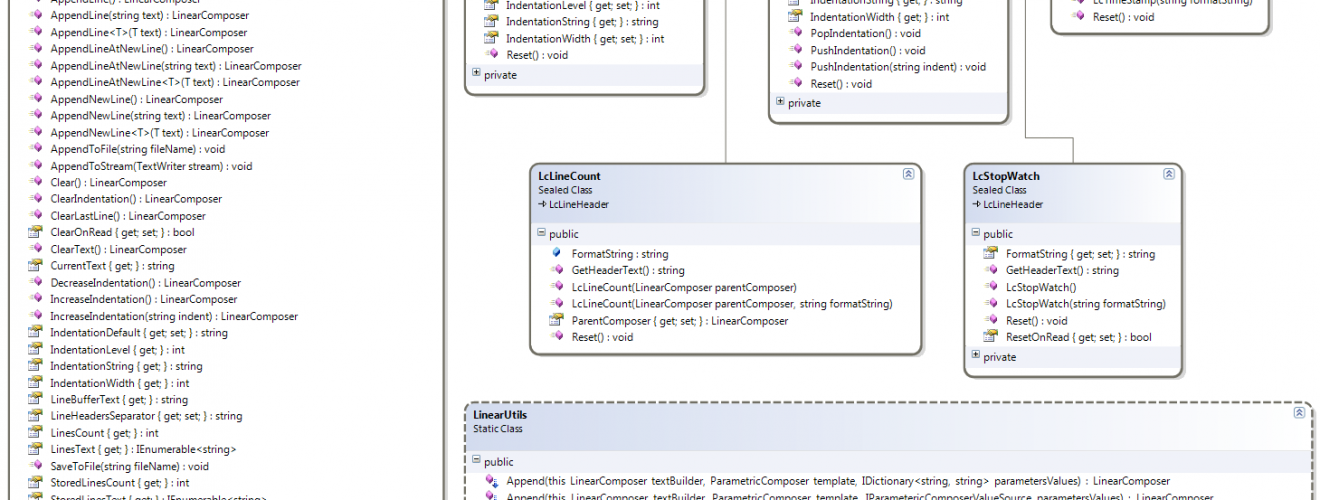 AppendLine() : LinearComposer
AppendLine(string text) : LinearComposer
AppendLine<T>(T text) : LinearComposer
AppendLineAtNewLine() : LinearComposer
AppendLineAtNewLine(string text) : LinearComposer
AppendLineAtNewLine<T>(T text) : LinearComposer
AppendNewLine() : LinearComposer
AppendNewLine(string text) : LinearComposer
AppendNewLine<T>(T text) : LinearComposer
AppendToFile(string fileName) : void
AppendToStream(TextWriter stream) : void
Clear() : LinearComposer
ClearIndentation() : LinearComposer
ClearLastLine() : LinearComposer
ClearOnRead { get; set; } : bool
ClearText() : LinearComposer
CurrentText { get; } : string
DecreaseIndentation() : LinearComposer
IncreaseIndentation() : LinearComposer
IncreaseIndentation(string indent) : LinearComposer
IndentationDefault { get; set; } : string
IndentationLevel { get; } : int
IndentationString { get; } : string
IndentationWidth { get; } : int
LineBufferText { get; } : string
LineHeadersSeparator { get; set; } : string
LinesCount { get; } : int
LinesText { get; } : IEnumerable<string>
SaveToFile(string fileName) : void
StoredLinesCount { get; } : int
StoredLinesText { get; } : IEnumerable<string>
IndentationLevel { get; set; } : int
IndentationString { get; } : string
IndentationWidth { get; set; } : int
Reset() : void
private
IndentationString { get; } : string
IndentationWidth { get; } : int
PopIndentation() : void
PushIndentation() : void
PushIndentation(string indent) : void
Reset() : void
private
LcTimeStamp(string formatString)
Reset() : void
LcLineCount
Sealed Class
LcLineHeader
public
FormatString : string
GetHeaderText() : string
LcLineCount(LinearComposer parentComposer)
LcLineCount(LinearComposer parentComposer, string formatString)
ParentComposer { get; set; } : LinearComposer
Reset() : void
LcStopWatch
Sealed Class
LcLineHeader
public
FormatString { get; set; } : string
GetHeaderText() : string
LcStopWatch()
LcStopWatch(string formatString)
Reset() : void
ResetOnRead { get; set; } : bool
private
LinearUtils
Static Class
public
Append(this LinearComposer textBuilder, ParametricComposer template, IDictionary<string, string> parametersValues) : LinearComposer
Append(this LinearComposer textBuilder, ParametricComposer template, IParametricComposerValueSource parametersValues) : LinearComposer